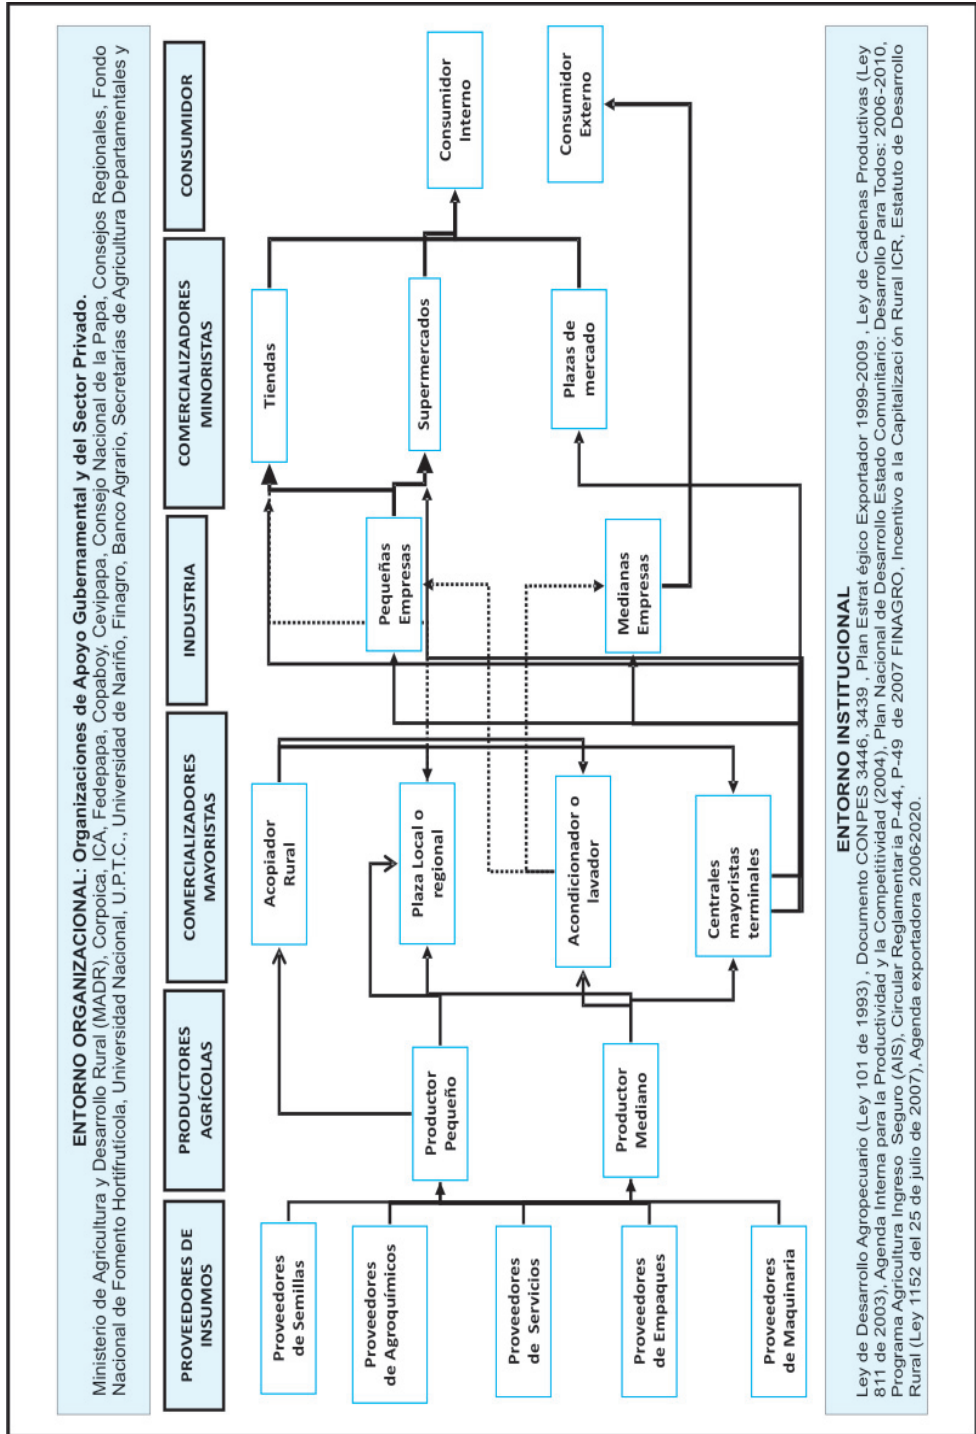 ENTORNO ORGANIZACIONAL: Organizaciones de Apoyo Gubernamental y del Sector Privado.
Ministerio de Agricultura y Desarrollo Rural (MADR), Corpoica, ICA, Fedepapa, Copaboy, Cevipapa, Consejo Nacional de la Papa, Consejos Regionales, Fondo
Nacional de Fomento Hortifrutícola, Universidad Nacional, U.P.T.C., Universidad de Nariño, Finagro, Banco Agrario, Secretarías de Agricultura Departamentales y
PROVEEDORES DE
INSUMOS
PRODUCTORES
AGRÍCOLAS
COMERCIALIZADORES
MAYORISTAS
INDUSTRIA
COMERCIALIZADORES
MINORISTAS
CONSUMIDOR
Proveedores
de Semillas
Proveedores
de Agroquímicos
Proveedores
de Servicios
Proveedores
de Empaques
Proveedores
de Maquinaria
Productor
Pequeño
Productor
Mediano
Acopiador
Rural
Plaza Local o
regional
Acondicionador o
lavador
Centrales
mayoristas
terminales
Pequeñas
Empresas
Medianas
Empresas
Tiendas
Supermercados
Plazas de
mercado
Consumidor
Interno
Consumidor
Externo
ENTORNO INSTITUCIONAL
Ley de Desarrollo Agropecuario (Ley 101 de 1993) , Documento CONPES 3446, 3439 , Plan Estrat égico Exportador 1999-2009 , Ley de Cadenas Productivas (Ley
811 de 2003), Agenda Interna para la Productividad y la Competitividad (2004), Plan Nacional de Desarrollo Estado Comunitario: Desarrollo Para Todos: 2006-2010,
Programa Agricultura Ingreso Seguro (AIS), Circular Reglamentaria P-44, P-49 de 2007 FINAGRO, Incentivo a la Capitalizaci ón Rural ICR, Estatuto de Desarrollo
Rural (Ley 1152 del 25 de julio de 2007), Agenda exportadora 2006-2020.